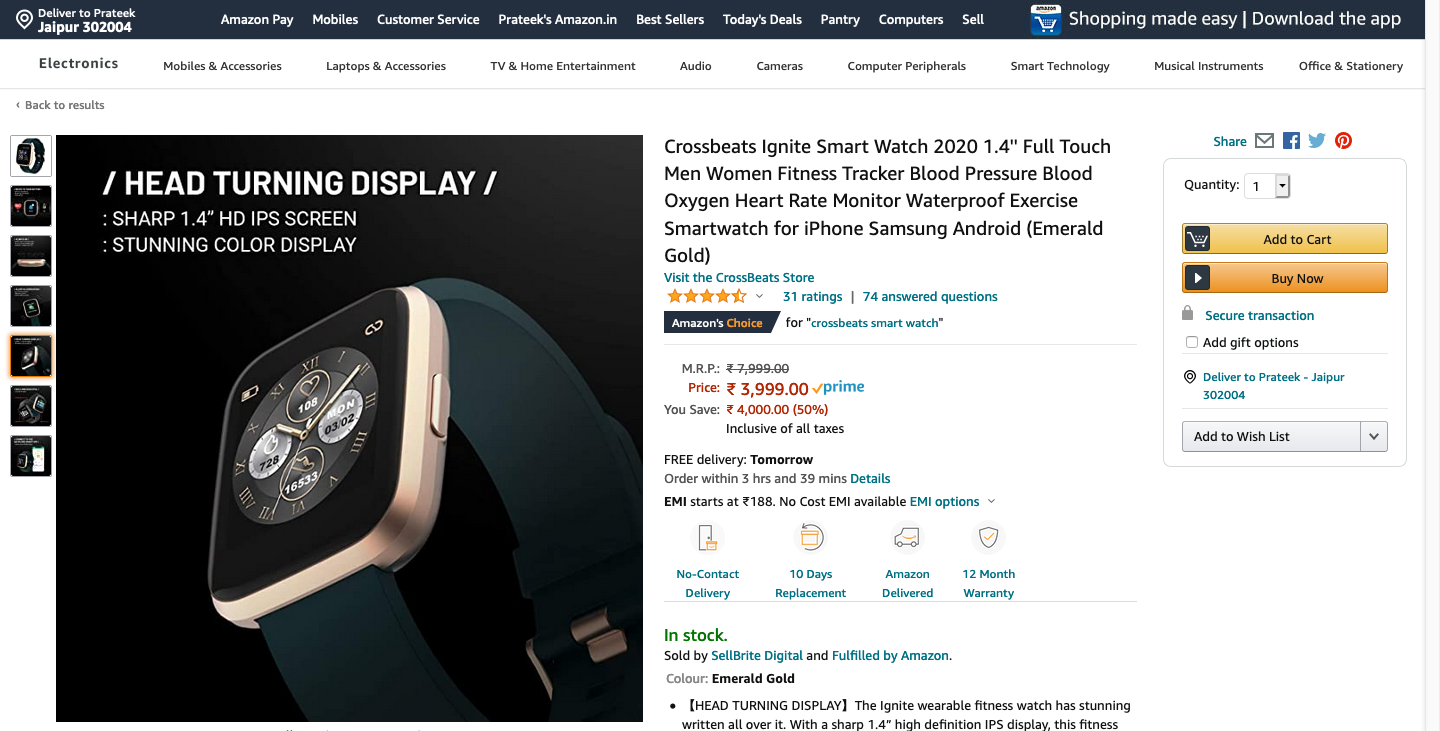 Deliver to Prateek
Jaipur 302004
Amazon Pay Mobiles Customer Service Prateek's Amazon.in Best Sellers Today's Deals Pantry Computers Sell
amazon
Shopping made easy | Download the app
Electronics Mobiles & Accessories Laptops & Accessories TV & Home Entertainment Audio Cameras Computer Peripherals Smart Technology Musical Instruments Office & Stationery
‹ Back to results
/ HEAD TURNING DISPLAY /
: SHARP 1.4” HD IPS SCREEN
: STUNNING COLOR DISPLAY
XII
108
MON
03/02
728
16533
Crossbeats Ignite Smart Watch 2020 1.4" Full Touch
Men Women Fitness Tracker Blood Pressure Blood
Oxygen Heart Rate Monitor Waterproof Exercise
Smartwatch for iPhone Samsung Android (Emerald
Gold)
Visit the CrossBeats Store
31 ratings | 74 answered questions
Amazon's Choice for "crossbeats smart watch"
M.R.P.: ₹ 7,999.00
Price: ₹ 3,999.00 prime
You Save: ₹ 4,000.00 (50%)
Inclusive of all taxes
FREE delivery: Tomorrow
Order within 3 hrs and 39 mins Details
EMI starts at ₹188. No Cost EMI available EMI options
No-Contact
Delivery
10 Days
Replacement
Amazon
Delivered
12 Month
Warranty
In stock.
Sold by SellBrite Digital and Fulfilled by Amazon.
Colour: Emerald Gold
• 【HEAD TURNING DISPLAY】The Ignite wearable fitness watch has stunning
written all over it. With a sharp 1.4” high definition IPS display, this fitness
Share
Quantity: 1
Add to Cart
Buy Now
Secure transaction
Add gift options
Deliver to Prateek - Jaipur
302004
Add to Wish List